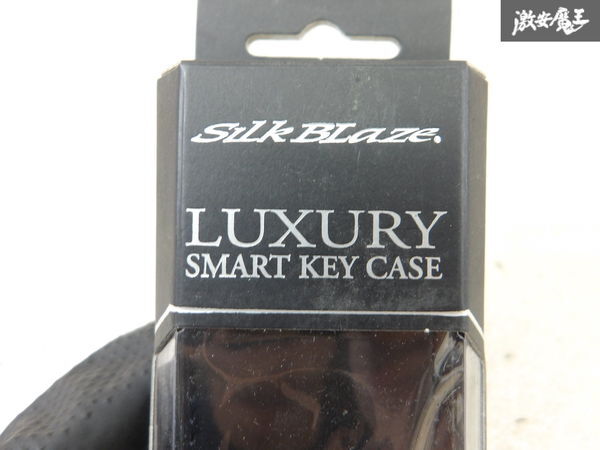 激安魔王
SilkBLaze.
LUXURY
SMART KEY CASE